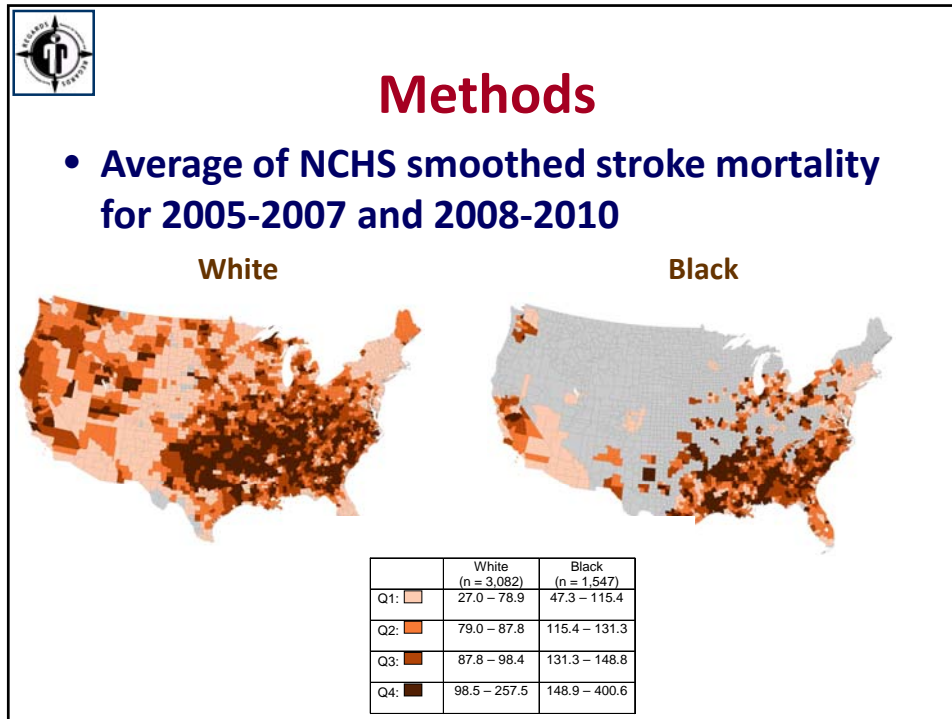 REGARDS
REGARDS
Methods
• Average of NCHS smoothed stroke mortality
for 2005-2007 and 2008-2010
White Black
White Black
(n = 3,082) (n = 1,547)
Q1: 27.0 – 78.9 47.3 – 115.4
Q2: 79.0 – 87.8 115.4 – 131.3
Q3: 87.8 – 98.4 131.3 – 148.8
Q4: 98.5 – 257.5 148.9 – 400.6